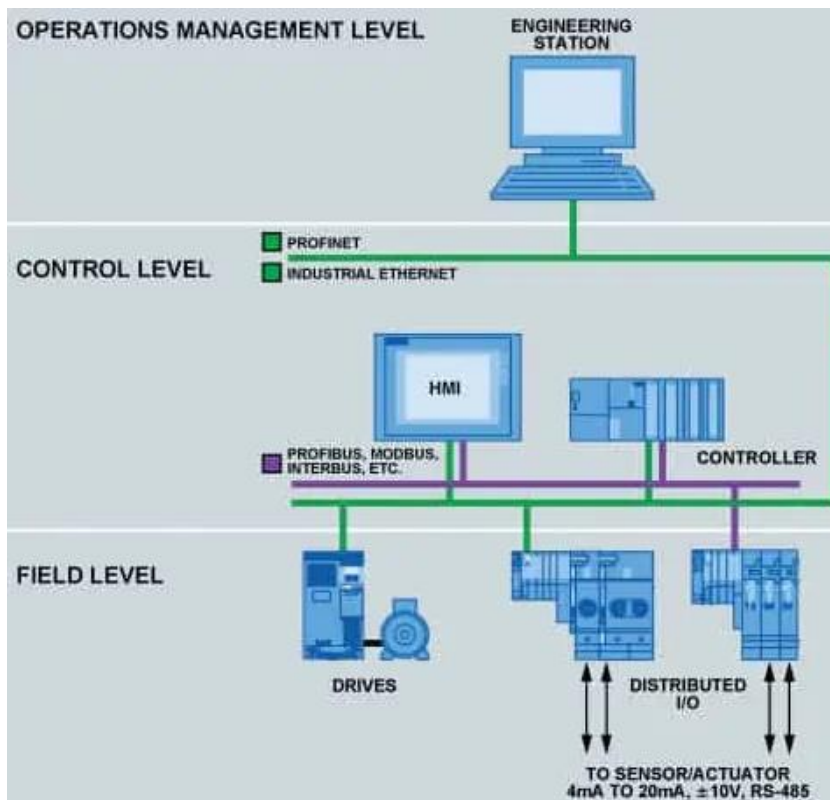 OPERATIONS MANAGEMENT LEVEL
ENGINEERING
STATION
PROFINET
CONTROL LEVEL
INDUSTRIAL ETHERNET
HMI
PROFIBUS, MODBUS,
INTERBUS, ETC.
CONTROLLER
FIELD LEVEL
DRIVES
DISTRIBUTED
I/O
TO SENSOR/ACTUATOR
4mA TO 20mA, ±10V, RS-485